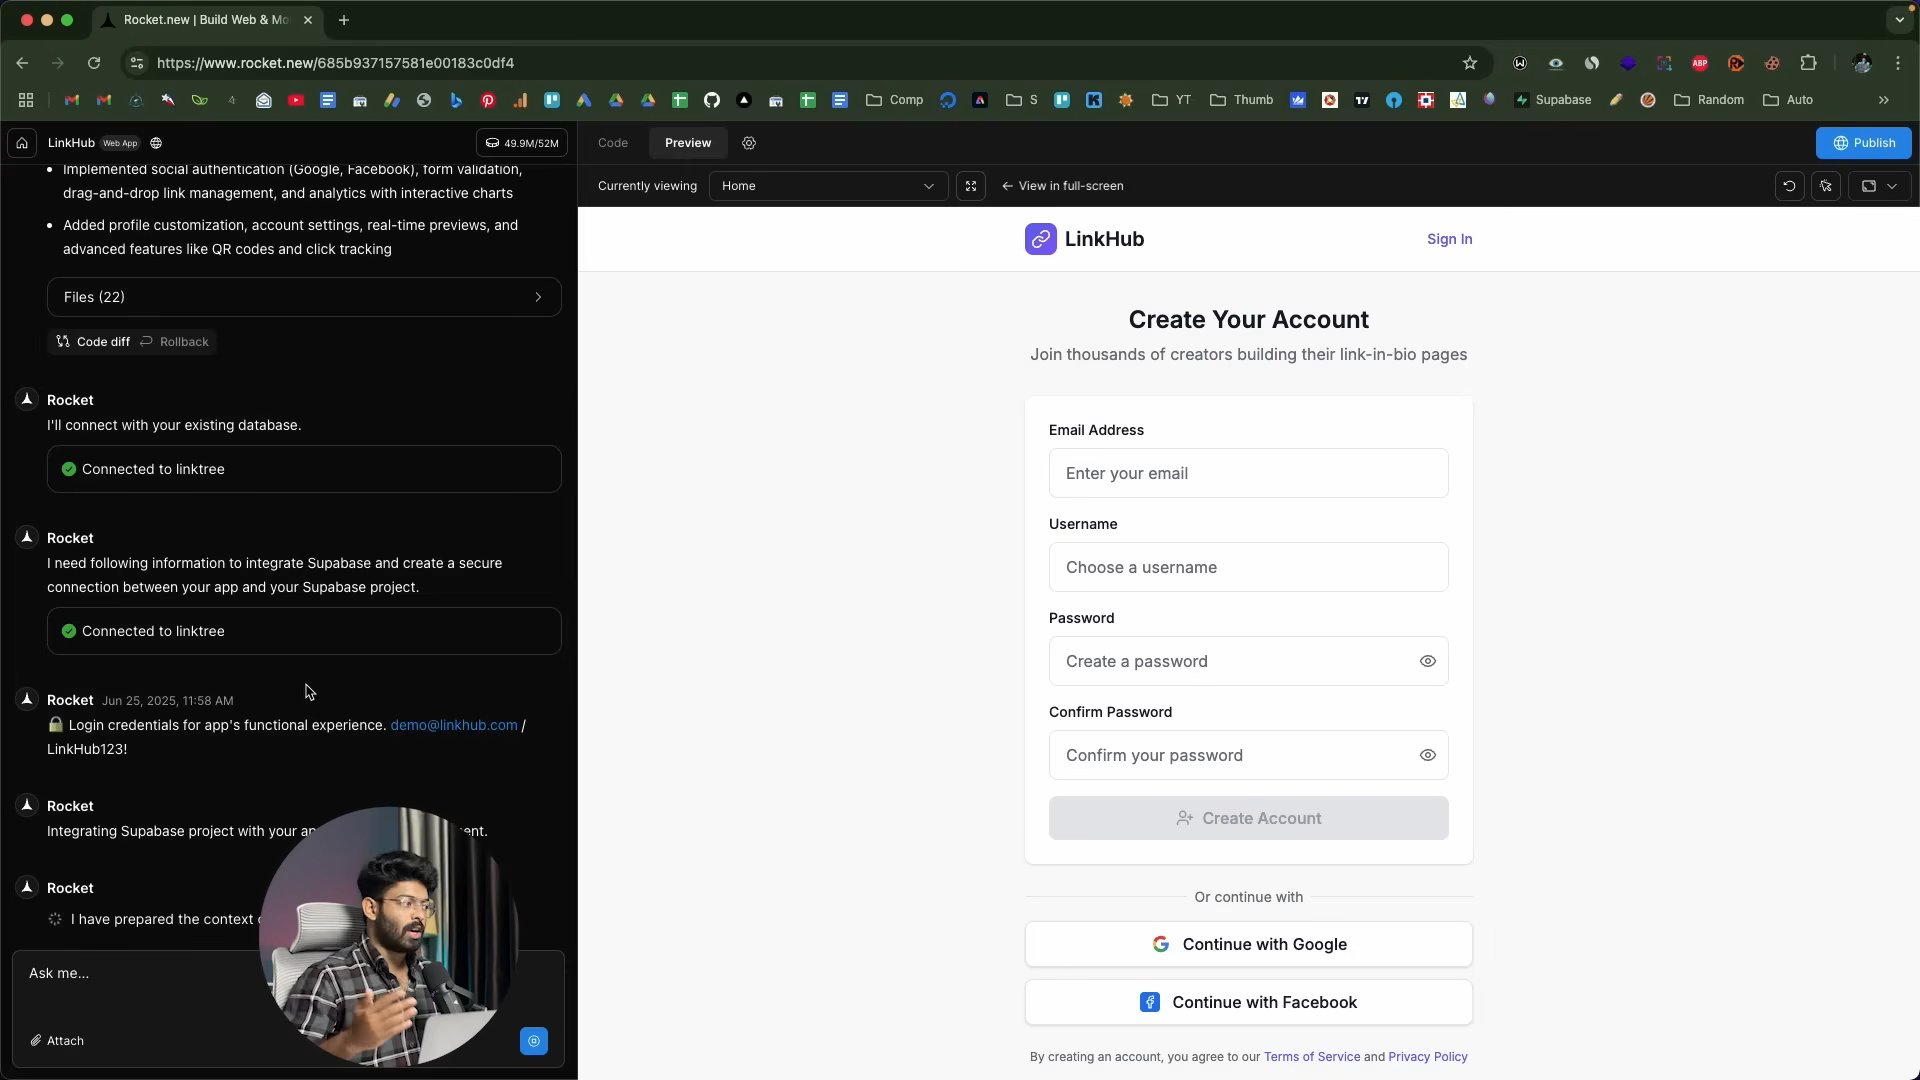 Rocket.new | Build Web & Mo
https://www.rocket.new/685b937157581e00183c0df4
ABP
Comp
S
YT
Thumb
Supabase
Random
Auto
LinkHub Web App
49.9M/52M
Code
Preview
Publish
Currently viewing
Home
View in full-screen
Implemented social authentication (Google, Facebook), form validation,
drag-and-drop link management, and analytics with interactive charts
Added profile customization, account settings, real-time previews, and
advanced features like QR codes and click tracking
Files (22)
Code diff
Rollback
Rocket
I'll connect with your existing database.
Connected to linktree
Rocket
I need following information to integrate Supabase and create a secure
connection between your app and your Supabase project.
Connected to linktree
Rocket Jun 25, 2025, 11:58 AM
Login credentials for app's functional experience. demo@linkhub.com /
LinkHub123!
Rocket
Integrating Supabase project with your
Rocket
I have prepared the context
Ask me...
Attach
LinkHub
Sign In
Create Your Account
Join thousands of creators building their link-in-bio pages
Email Address
Enter your email
Username
Choose a username
Password
Create a password
Confirm Password
Confirm your password
Create Account
Or continue with
Continue with Google
Continue with Facebook
By creating an account, you agree to our Terms of Service and Privacy Policy